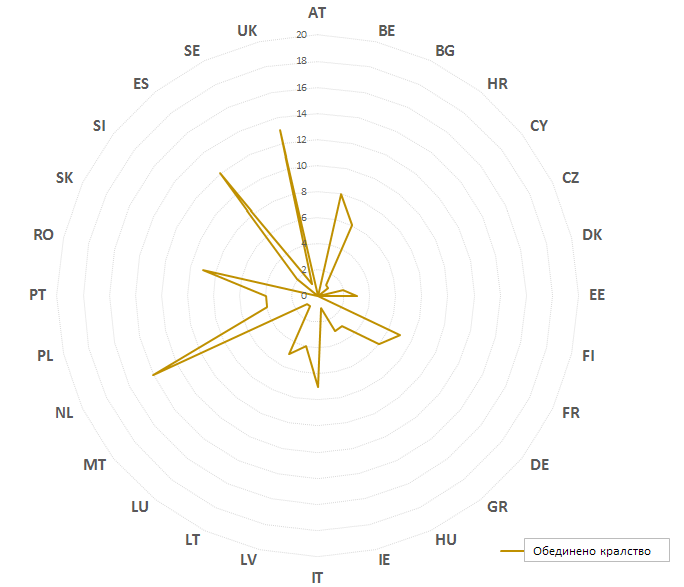 AT
UK
BE
SE
BG
ES
HR
SI
CY
SK
CZ
RO
DK
PT
EE
PL
FI
NL
FR
MT
DE
LU
GR
LT
HU
LV
IE
IT
20
18
16
14
12
10
8
6
4
2
0
Обединено кралство